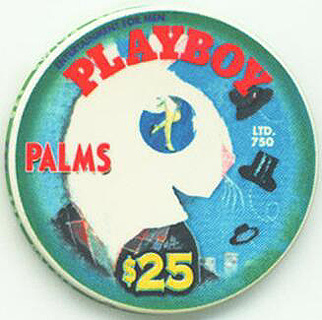 ENTERTAINMENT FOR MEN
PLAYBOY
LTD.
750
PALMS
$25